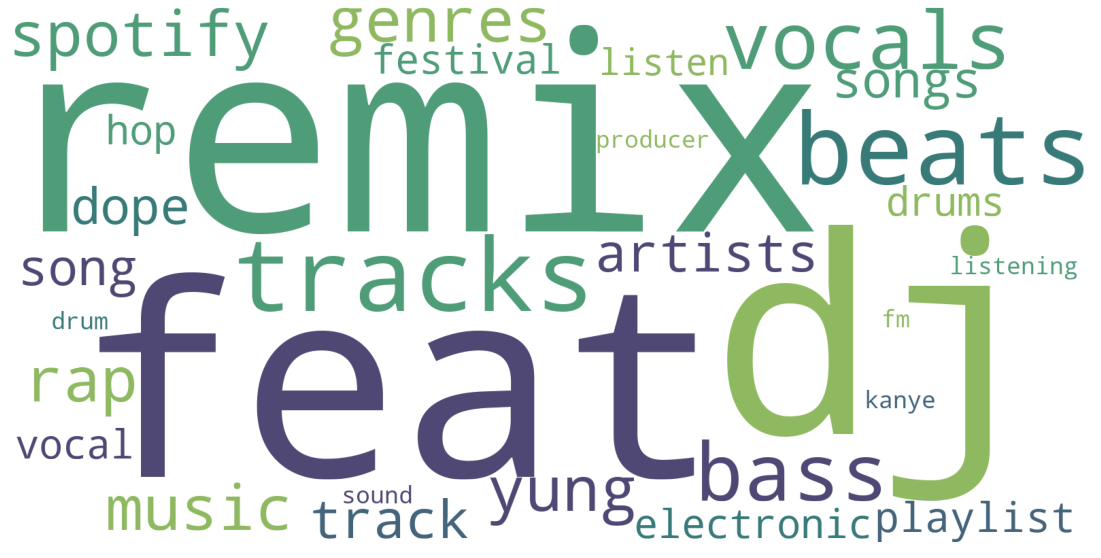 spotify
genres
festival
listen
vocals
songs
remix
hop
producer
beats
dope
drums
song
tracks
artists
listening
drum
feat
dj
fm
rap
kanye
vocal
bass
music
sound
track
yung
electronic
playlist